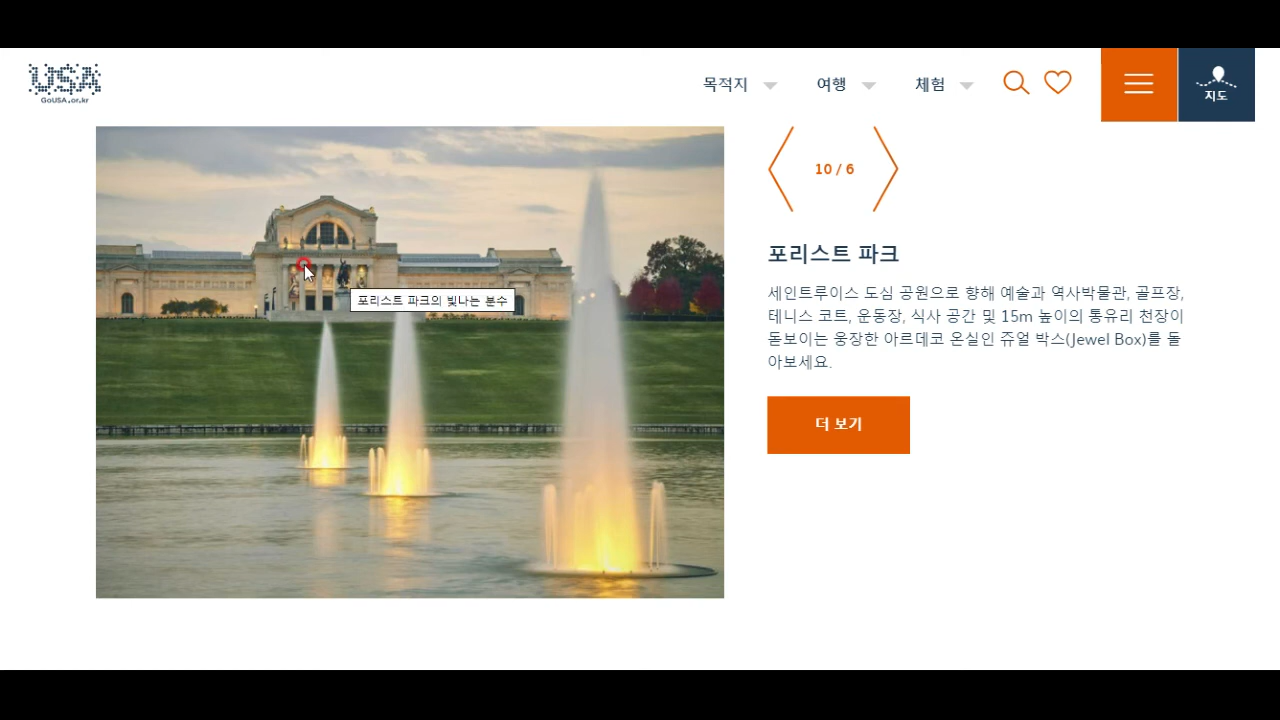 USA
GoUSA.or.kr
목적지
여행
체험
지도
10 / 6
포리스트 파크
세인트루이스 도심 공원으로 향해 예술과 역사박물관, 골프장,
테니스 코트, 운동장, 식사 공간 및 15m 높이의 통유리 천장이
돋보이는 웅장한 아르데코 온실인 쥬얼 박스(Jewel Box)를 돌
아보세요.
더 보기
포리스트 파크의 빛나는 분수